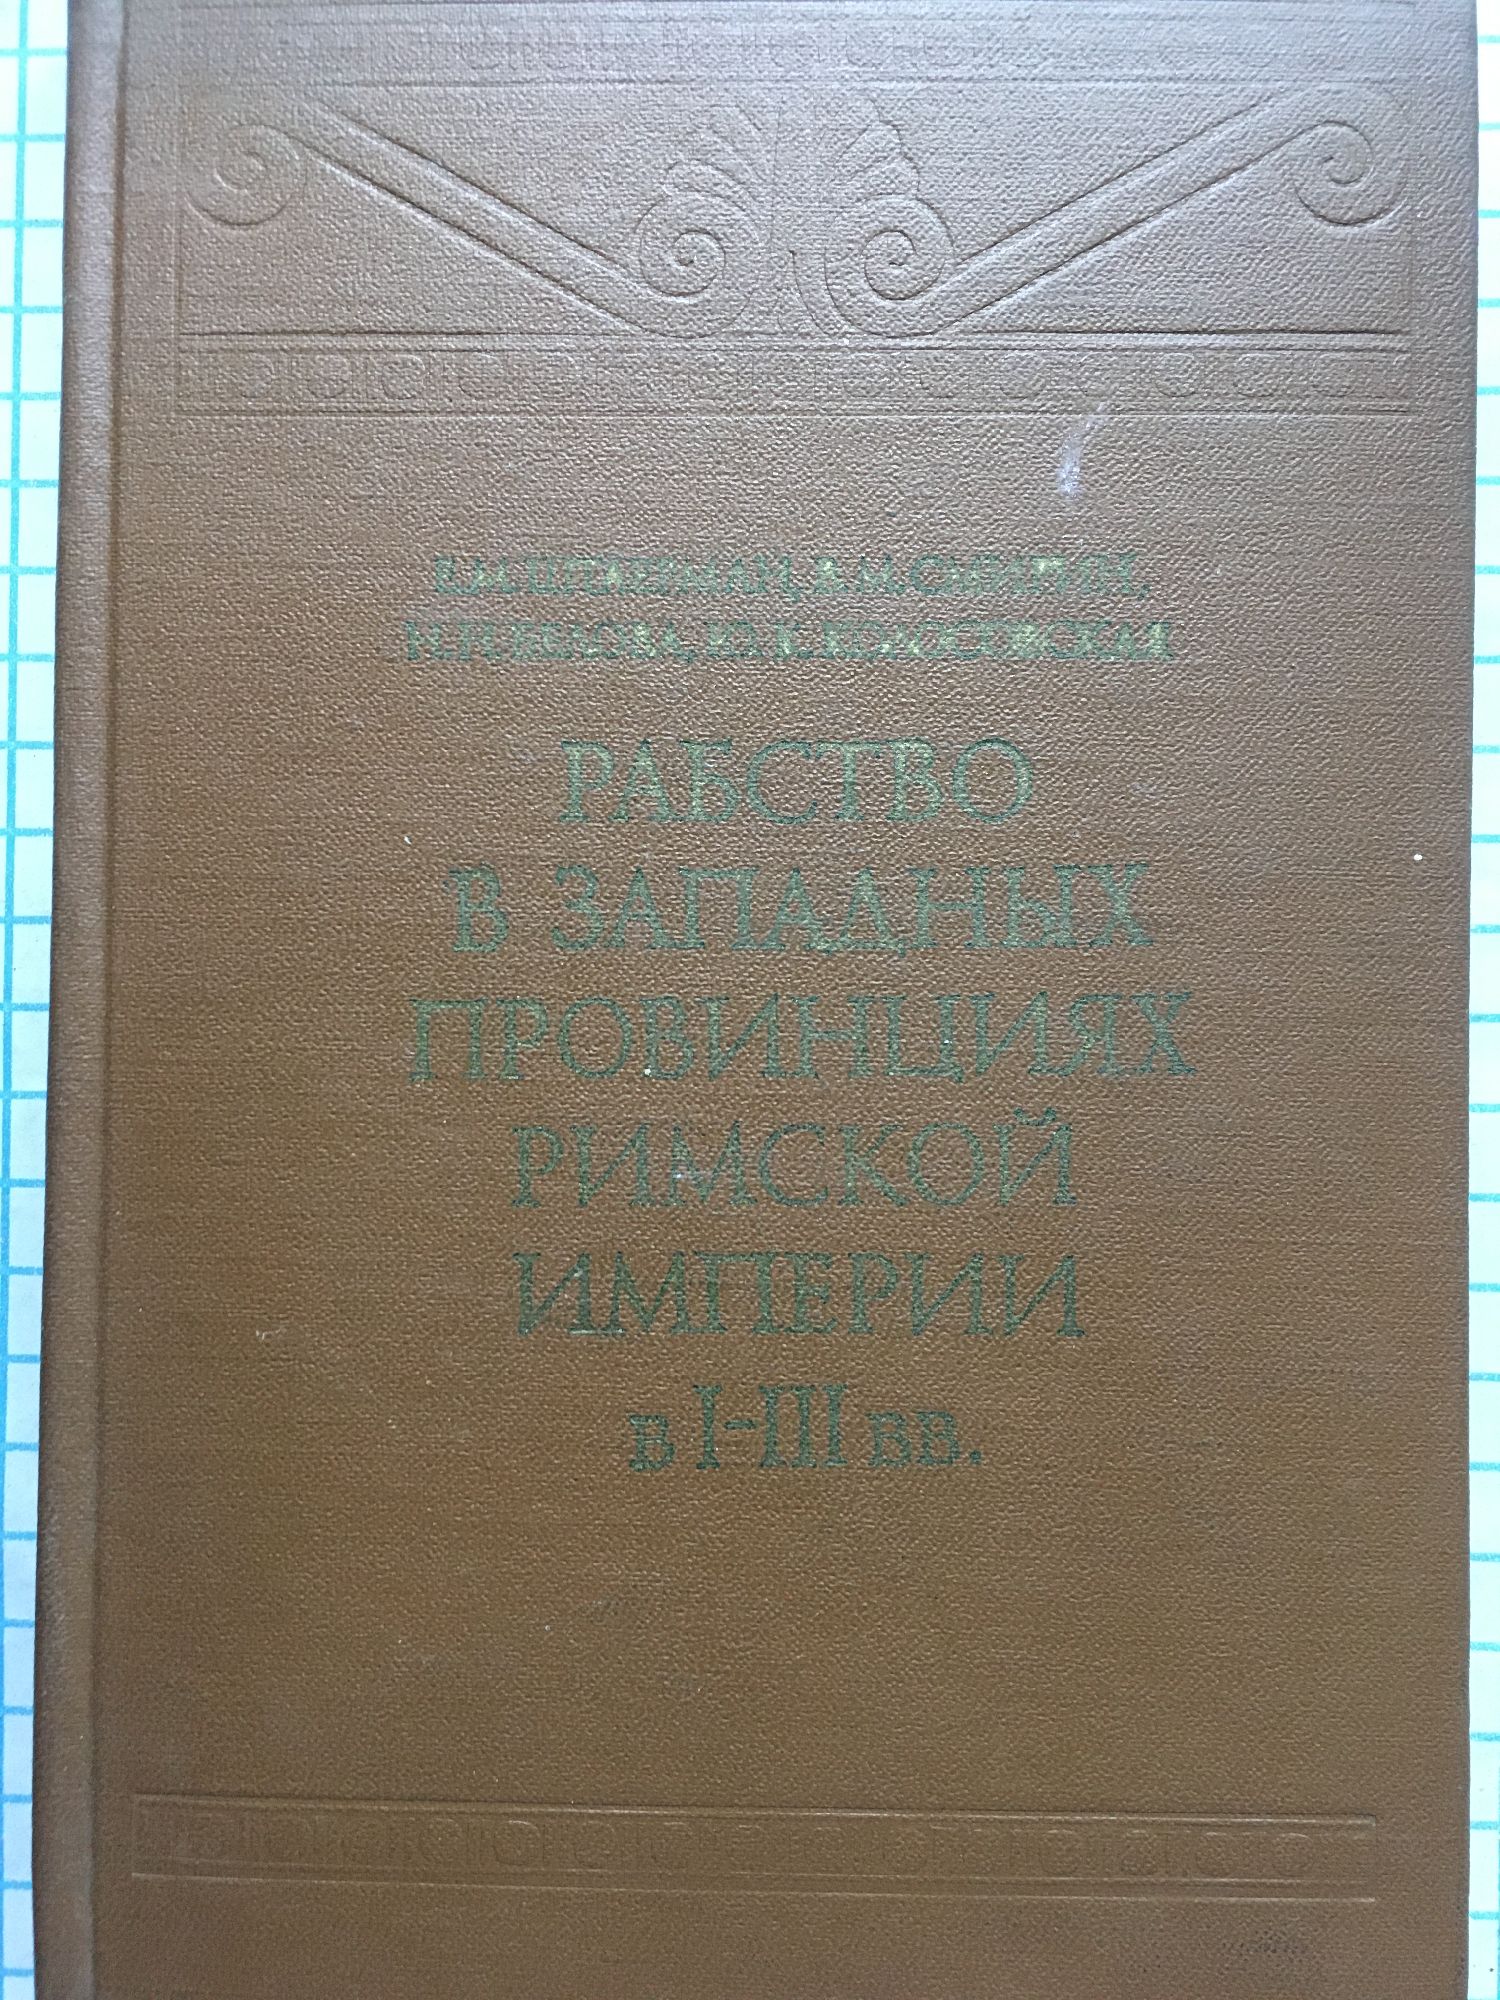 Е. М. ШТАЕРМАН, В. М. СМИРИН,
Н. Н. БЕЛОВА, Ю. К. КОЛОСОВСКАЯ
РАБСТВО
В ЗАПАДНЫХ
ПРОВИНЦИЯХ
РИМСКОЙ
ИМПЕРИИ
в I-III вв.